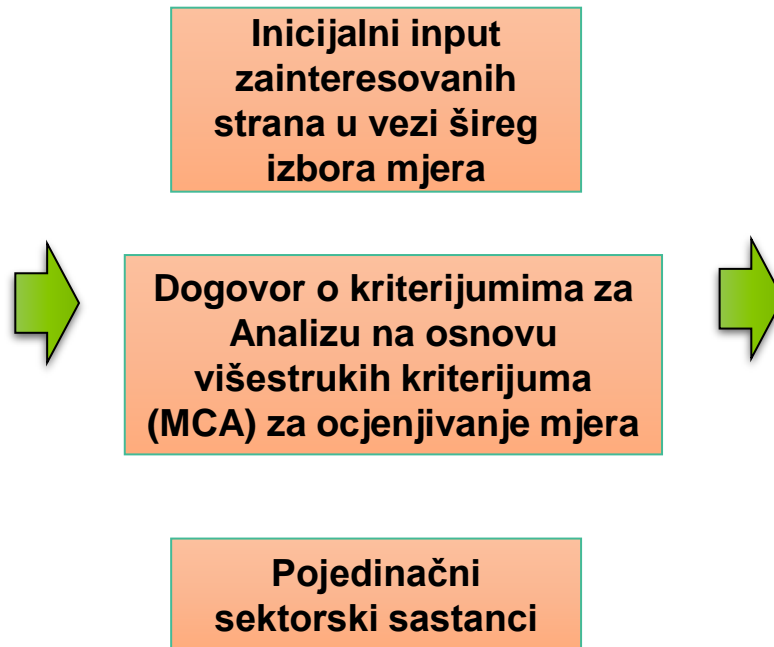 Inicijalni input
zainteresovanih
strana u vezi šireg
izbora mjera
Dogovor o kriterijumima za
Analizu na osnovu
višestrukih kriterijuma
(MCA) za ocjenjivanje mjera
Pojedinačni
sektorski sastanci